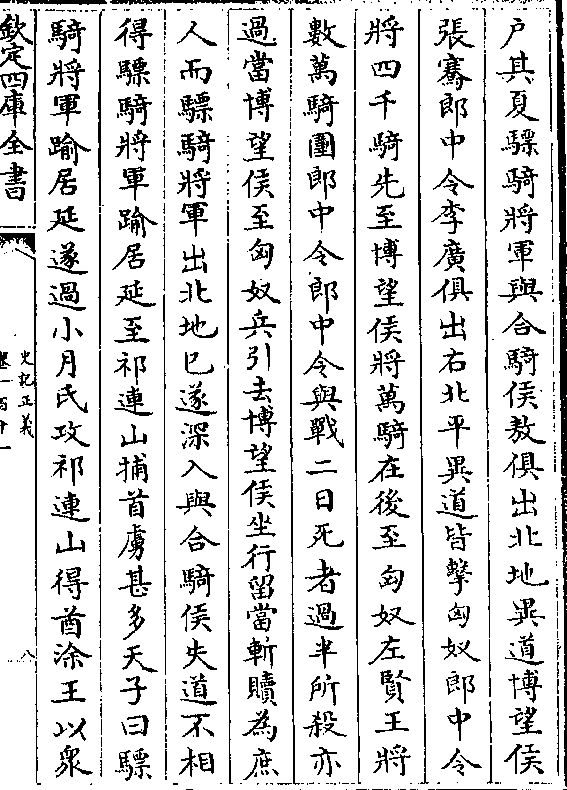 户其夏驃騎將軍與合騎侯敖俱出北地異道博望侯
張騫郎中令李廣俱出右北平異道皆擊匈奴郎中令
將四千騎先至博望侯將萬騎在後至匈奴左賢王將
數萬騎圍郎中令郎中令與戰二日死者過半所殺亦
過當博望侯至匈奴兵引去博望侯坐行留當斬贖為庶
人而驃騎將軍出北地已遂深入與合騎侯失道不相
得驃騎將軍踰居延至祁連山捕首虜甚多天子曰驃
騎將軍踰居延遂過小月氏攻祁連山得酋涂王以衆
欽定四庫全書
史記正義
卷一百十一
八